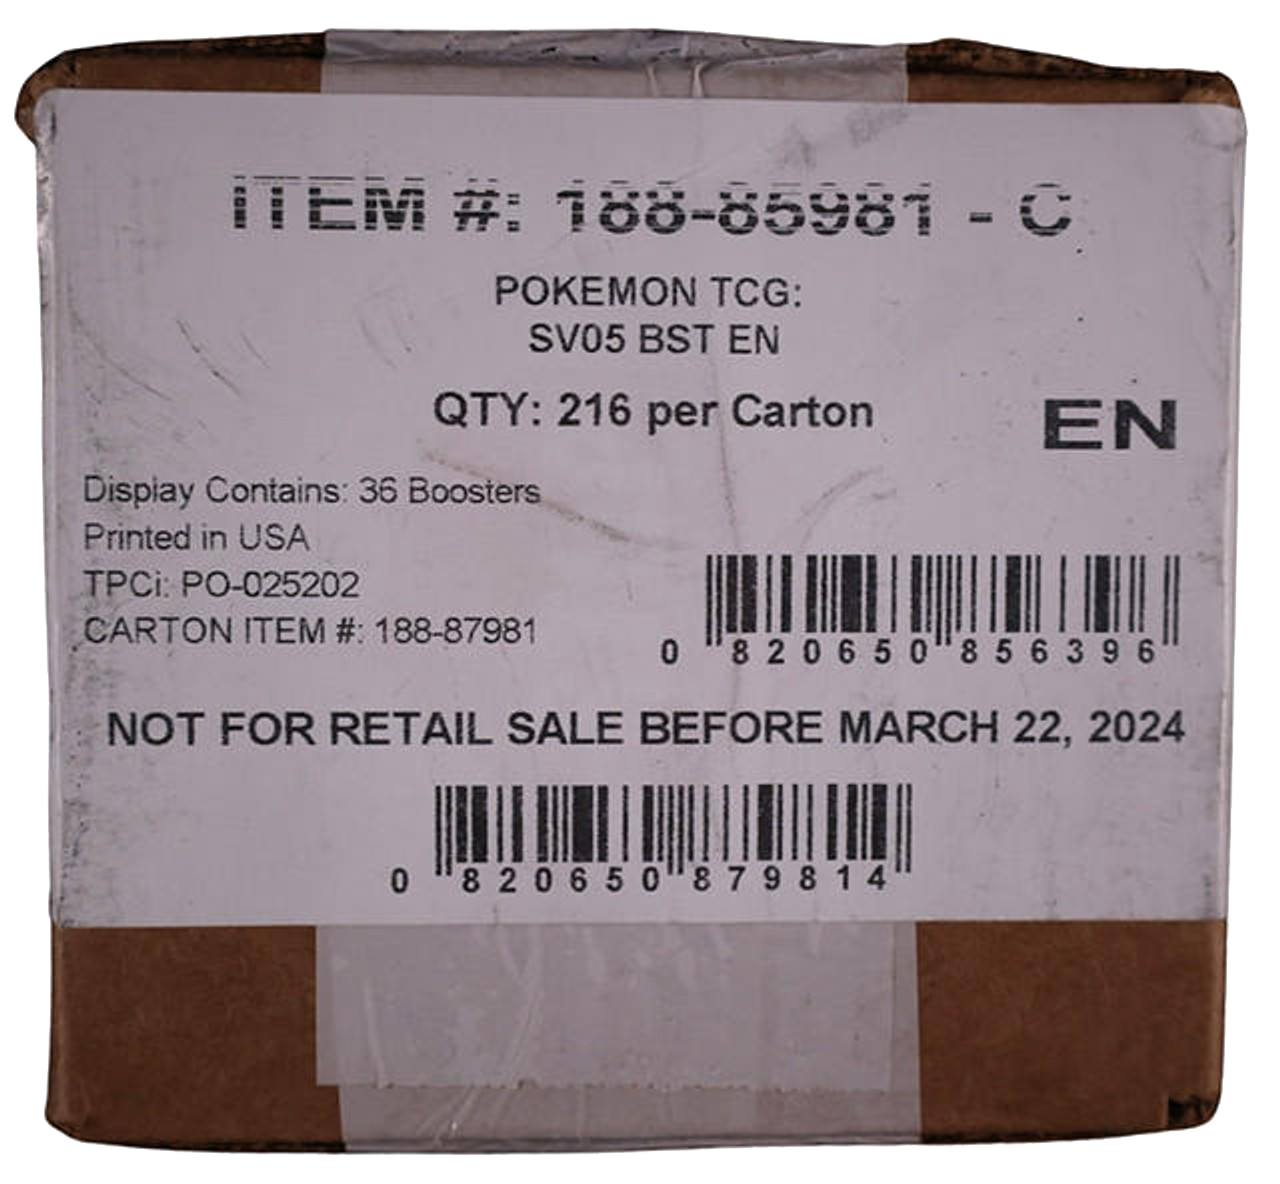 ITEM #: 188-85981 - C
POKEMON TCG:
SV05 BST EN
QTY: 216 per Carton
EN
Display Contains: 36 Boosters
Printed in USA
TPCi: PO-025202
CARTON ITEM #: 188-87981
0 820650 856396
NOT FOR RETAIL SALE BEFORE MARCH 22, 2024
0 820650 879814